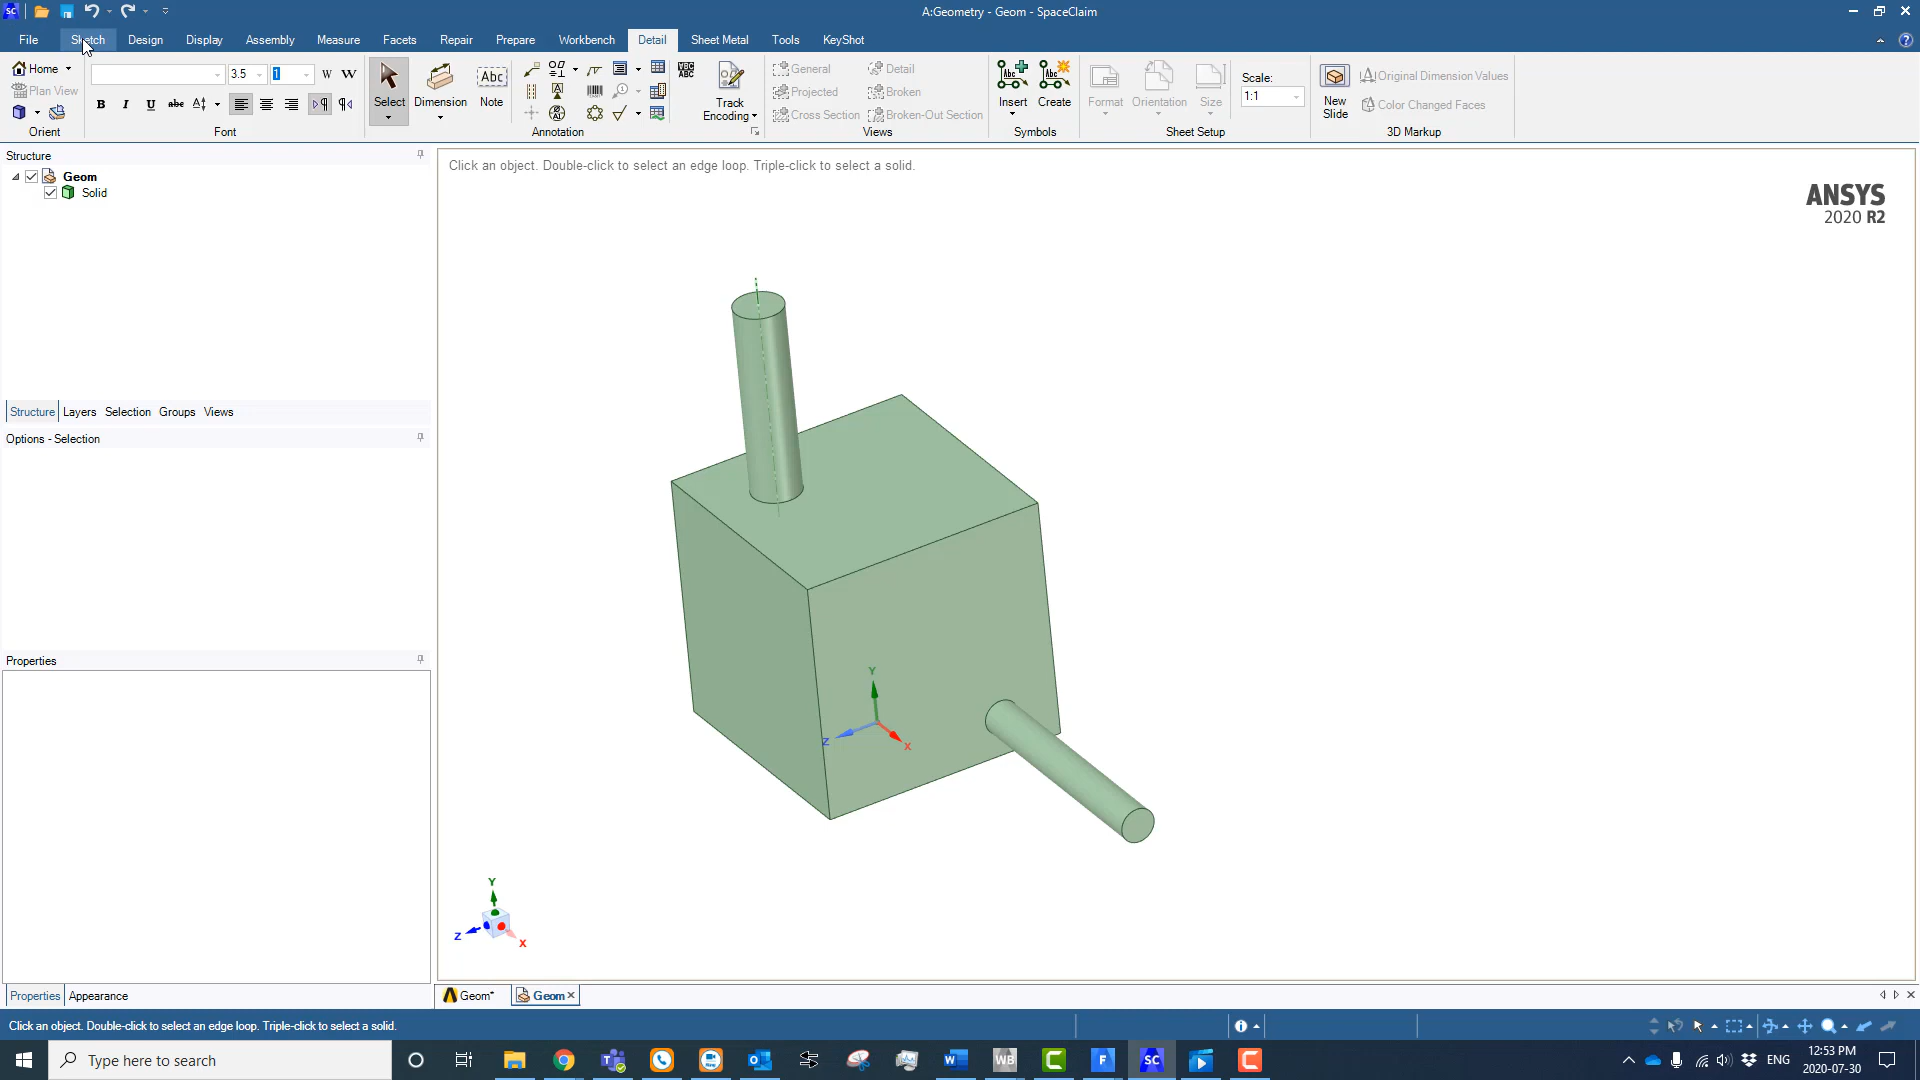 A:Geometry - Geom - SpaceClaim
File Sketch Design Display Assembly Measure Facets Repair Prepare Workbench Detail Sheet Metal Tools KeyShot
Home
Plan View
Orient
3.5
1
Font
Select
Dimension
Abc
Note
Annotation
Track
Encoding
General Detail
Projected Broken
Cross Section Broken-Out Section
Views
Insert Create
Symbols
Format Orientation Size
Scale:
1:1
Sheet Setup
New
Slide
Original Dimension Values
Color Changed Faces
3D Markup
Structure
Geom
Solid
Structure Layers Selection Groups Views
Options - Selection
Properties
Properties Appearance
Click an object. Double-click to select an edge loop. Triple-click to select a solid.
ANSYS
2020 R2
Y
Z
X
Y
Z
X
Geom*
Geom
Click an object. Double-click to select an edge loop. Triple-click to select a solid.
Type here to search
ENG
12:53 PM
2020-07-30